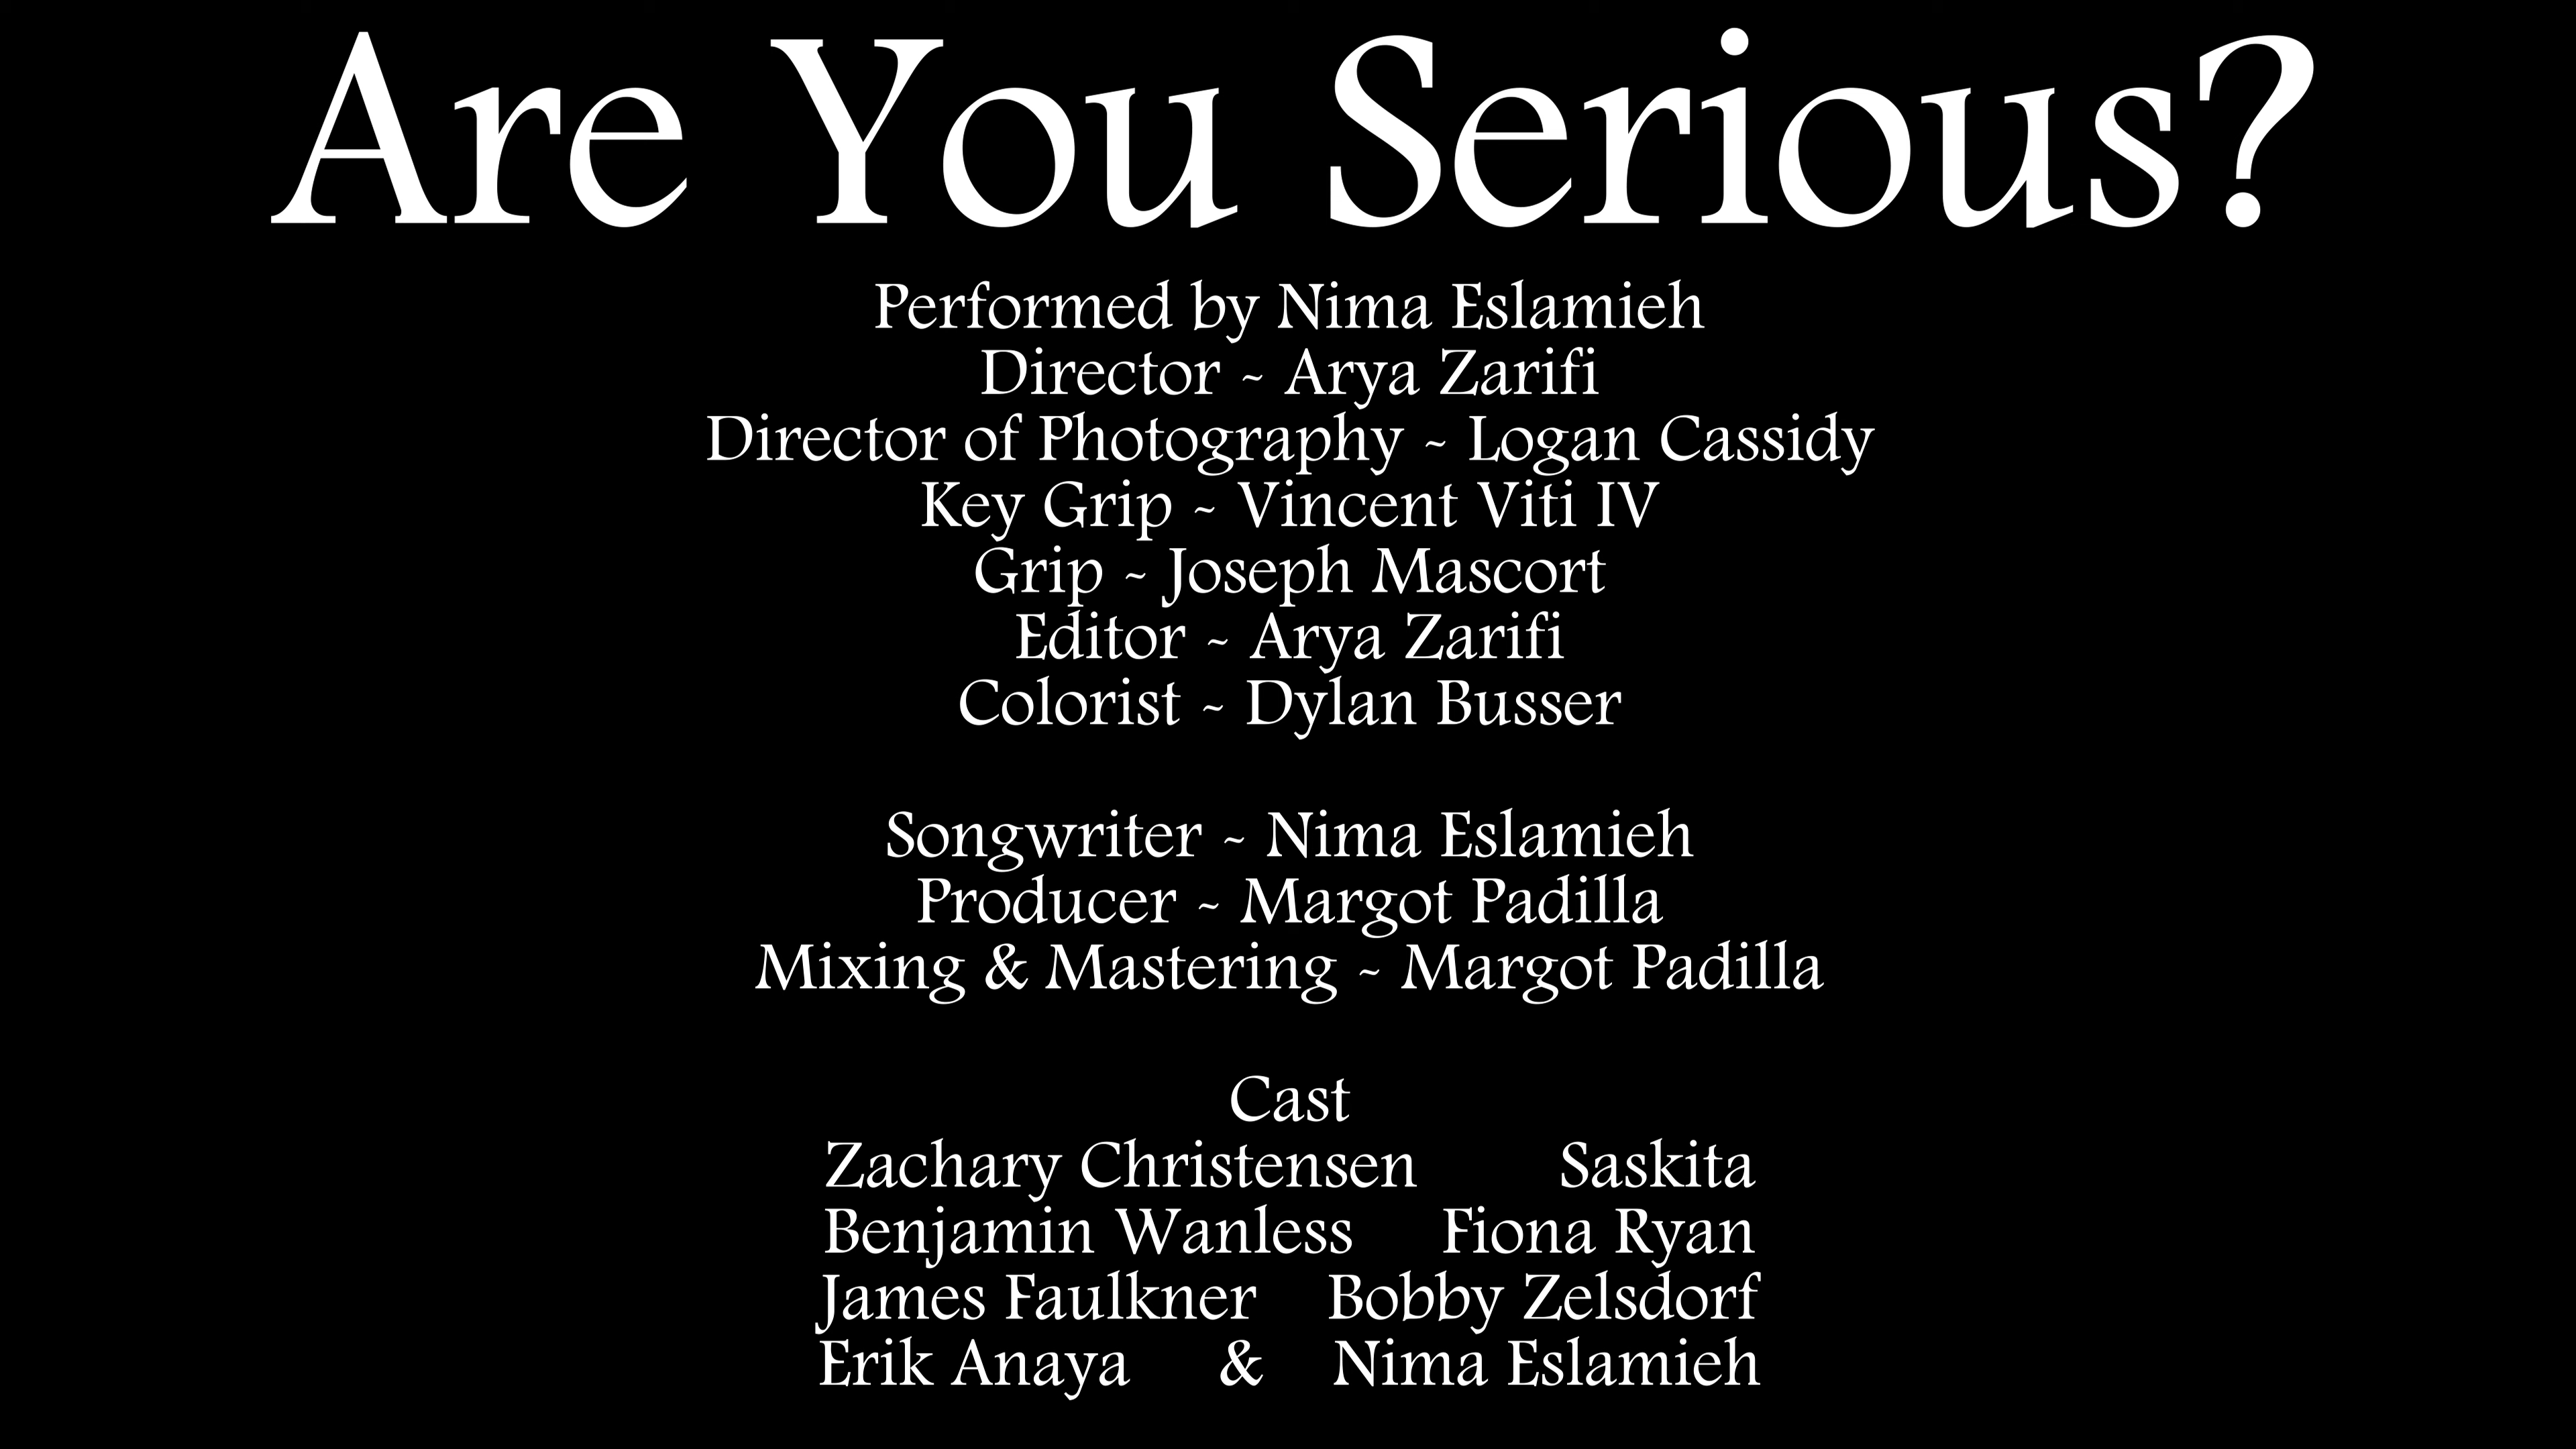 Are You Serious?
Performed by Nima Eslamieh
Director ~ Arya Zarifi
Director of Photography ~ Logan Cassidy
Key Grip ~ Vincent Viti IV
Grip ~ Joseph Mascort
Editor ~ Arya Zarifi
Colorist ~ Dylan Busser
Songwriter ~ Nima Eslamieh
Producer ~ Margot Padilla
Mixing & Mastering ~ Margot Padilla
Cast
Zachary Christensen Saskita
Benjamin Wanless Fiona Ryan
James Faulkner Bobby Zelsdorf
Erik Anaya & Nima Eslamieh